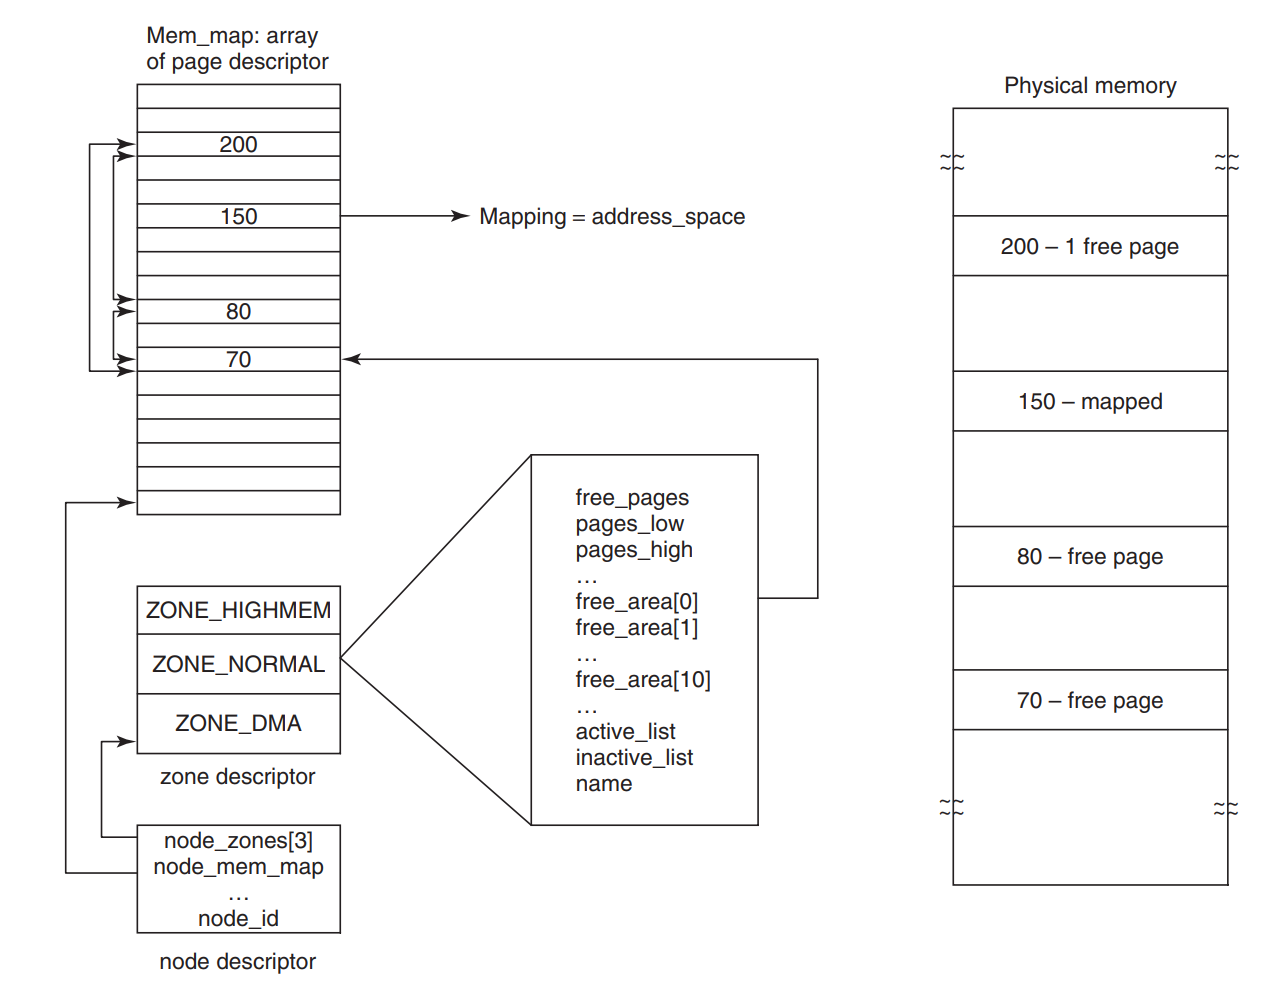 Mem_map: array
of page descriptor
200
150
80
70
Mapping = address_space
free_pages
pages_low
pages_high
...
free_area[0]
free_area[1]
...
free_area[10]
...
active_list
inactive_list
name
ZONE_HIGHMEM
ZONE_NORMAL
ZONE_DMA
zone descriptor
node_zones[3]
node_mem_map
...
node_id
node descriptor
Physical memory
200 – 1 free page
150 – mapped
80 – free page
70 – free page